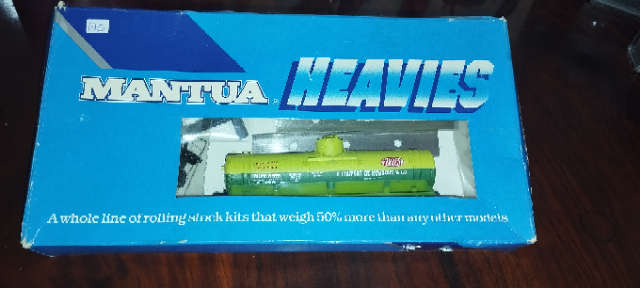 MANTUA HEAVIES
A whole line of rolling stock kits that weigh 50% more than any other models